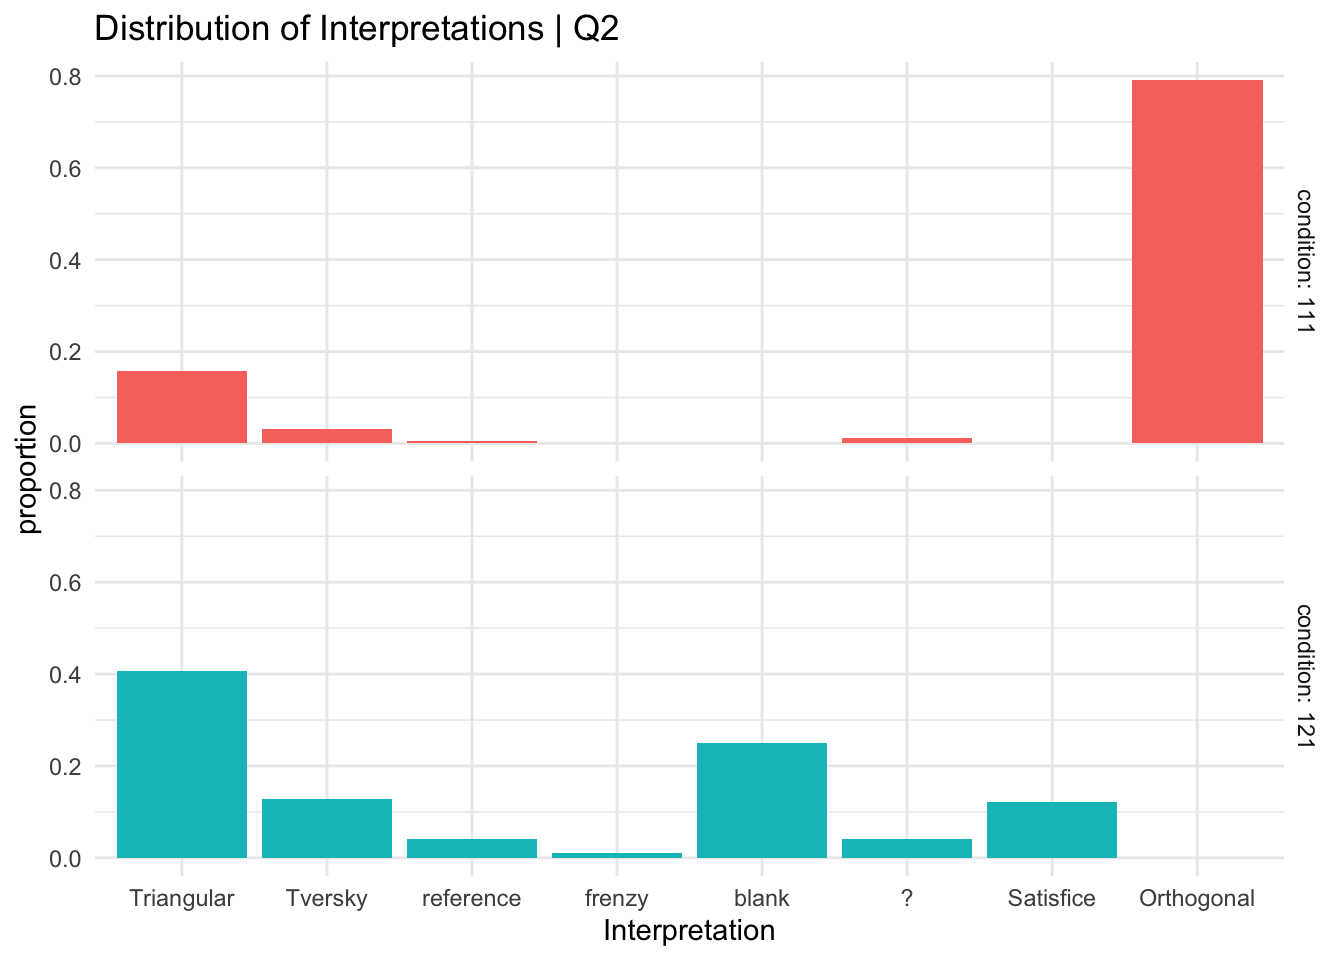 Distribution of Interpretations | Q2
proportion
0.8
0.6
0.4
0.2
0.0
condition: 111
0.8
0.6
0.4
0.2
0.0
condition: 121
Triangular Tversky reference frenzy blank ? Satisfice Orthogonal
Interpretation